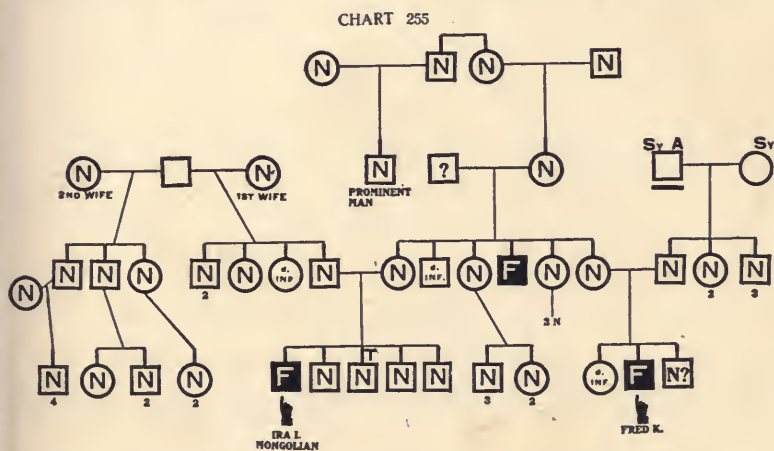 CHART 255
N N N N
Sy A Sy
N N N ? N
2ND WIFE 1ST WIFE PROMINENT
MAN
N N N N N d. INF N N d. INF. N F N N N N N
2 2 3
2 N
N N N N F N N T N N N N d. INF F N?
4 2 2 3 2
IRA I. FRED K.
MONGOLIAN